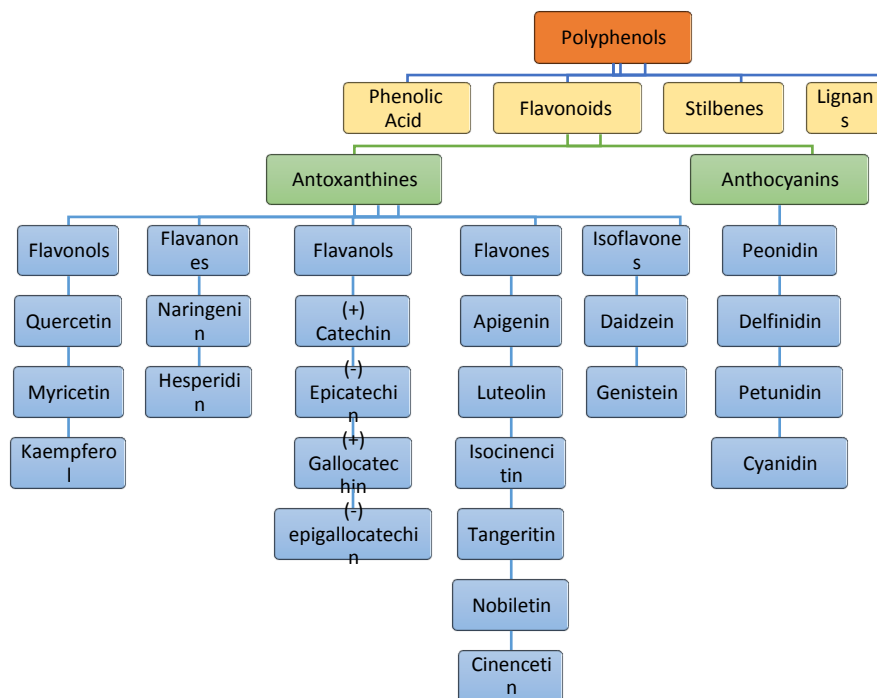 Polyphenols
Phenolic
Acid
Flavonoids
Stilbenes
Lignan
s
Antoxanthines
Anthocyanins
Flavonols
Flavanon
es
Flavanols
Flavones
Isoflavone
s
Peonidin
Quercetin
Naringeni
n
(+)
Catechin
Apigenin
Daidzein
Delfinidin
Myricetin
Hesperidi
n
(-)
Epicatechi
n
Luteolin
Genistein
Petunidin
Kaempfero
l
(+)
Gallocatec
hin
Isocinenci
tin
Cyanidin
(-)
epigallocatechi
n
Tangeritin
Nobiletin
Cinenceti
n